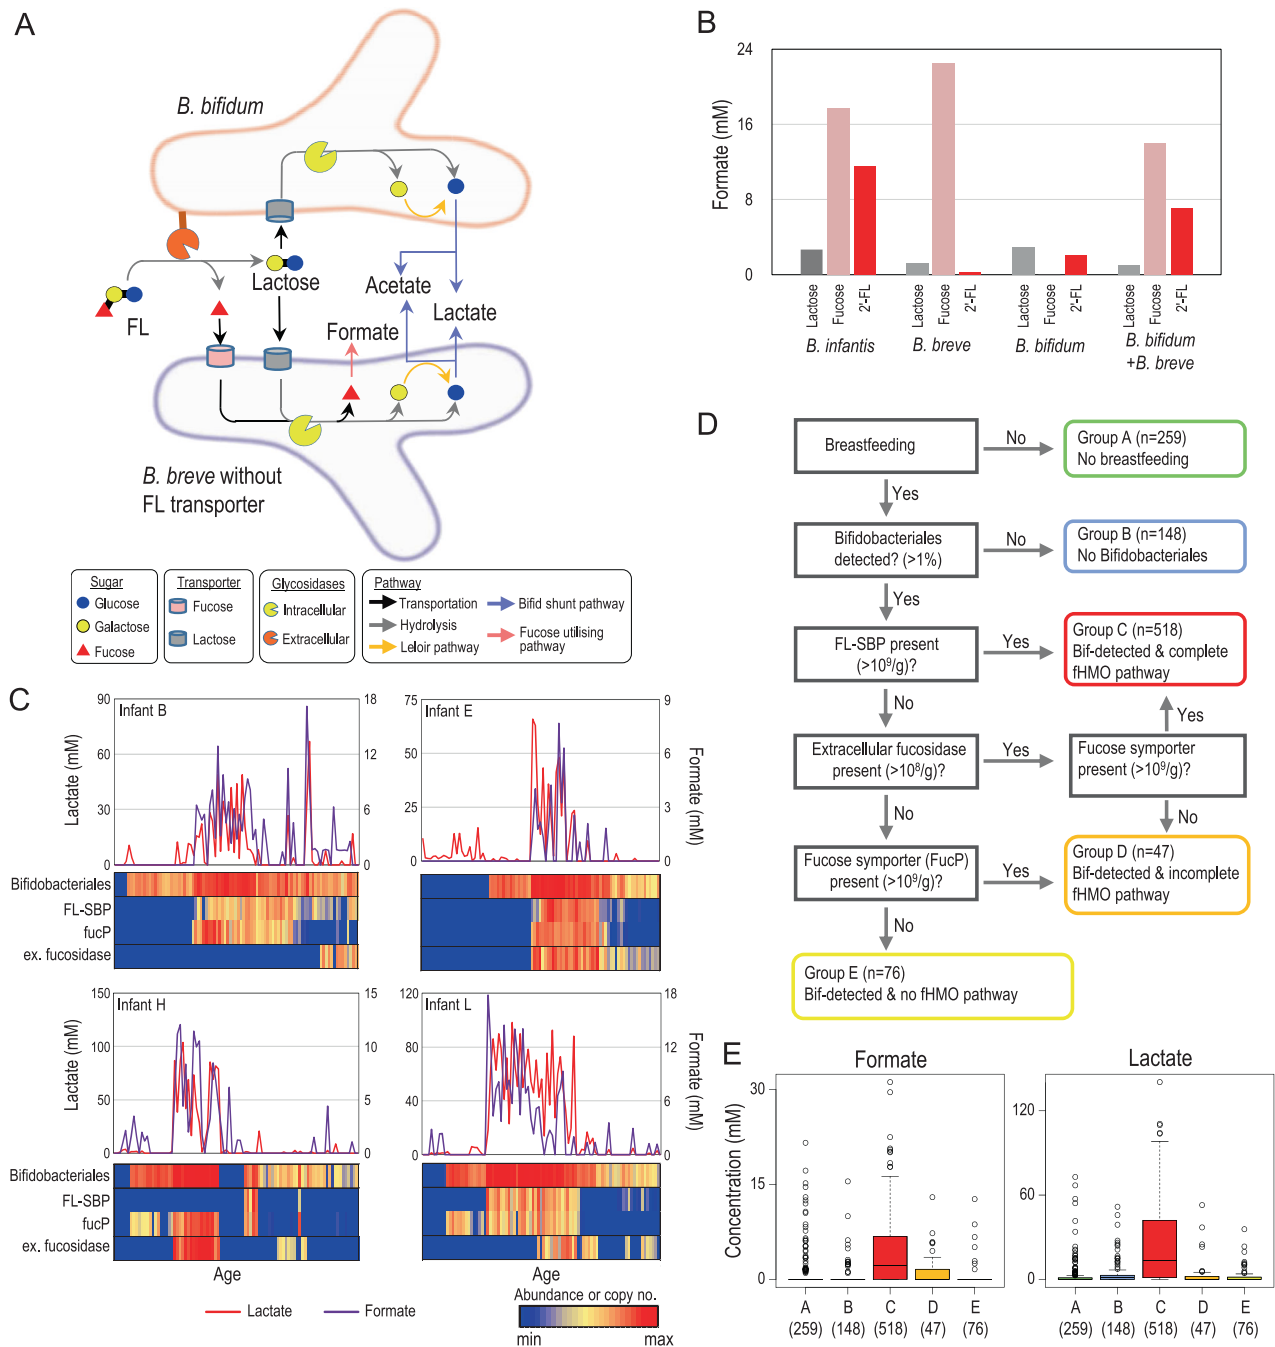 A
B. bifidum
Lactose
FL
Acetate
Lactate
Formate
B. breve without
FL transporter
Sugar
Glucose
Galactose
Fucose
Transporter
Fucose
Lactose
Glycosidases
Intracellular
Extracellular
Pathway
Transportation
Hydrolysis
Leloir pathway
Bifid shunt pathway
Fucose utilising
pathway
B
Formate (mM)
24
16
8
0
Lactose
Fucose
2'-FL
Lactose
Fucose
2'-FL
Lactose
Fucose
2'-FL
Lactose
Fucose
2'-FL
B. infantis
B. breve
B. bifidum
B. bifidum
+B. breve
C
Infant B
Lactate (mM)
90
60
30
0
18
12
6
0
Infant E
75
50
25
0
9
6
3
0
Formate (mM)
Bifidobacteriales
FL-SBP
fucP
ex. fucosidase
Infant H
Lactate (mM)
150
100
50
0
15
10
5
0
Infant L
120
80
40
0
18
12
6
0
Formate (mM)
Bifidobacteriales
FL-SBP
fucP
ex. fucosidase
Age
Age
Lactate
Formate
Abundance or copy no.
min
max
D
Breastfeeding
No
Group A (n=259)
No breastfeeding
Yes
Bifidobacteriales
detected? (>1%)
No
Group B (n=148)
No Bifidobacteriales
Yes
FL-SBP present
(>10⁹/g)?
Yes
Group C (n=518)
Bif-detected & complete
fHMO pathway
No
Yes
Extracellular fucosidase
present (>10⁸/g)?
Yes
Fucose symporter
present (>10⁹/g)?
No
No
Fucose symporter (FucP)
present (>10⁹/g)?
Yes
Group D (n=47)
Bif-detected & incomplete
fHMO pathway
No
Group E (n=76)
Bif-detected & no fHMO pathway
E
Formate
Lactate
Concentration (mM)
30
15
0
A
B
C
D
E
(259)
(148)
(518)
(47)
(76)
120
60
0
A
B
C
D
E
(259)
(148)
(518)
(47)
(76)